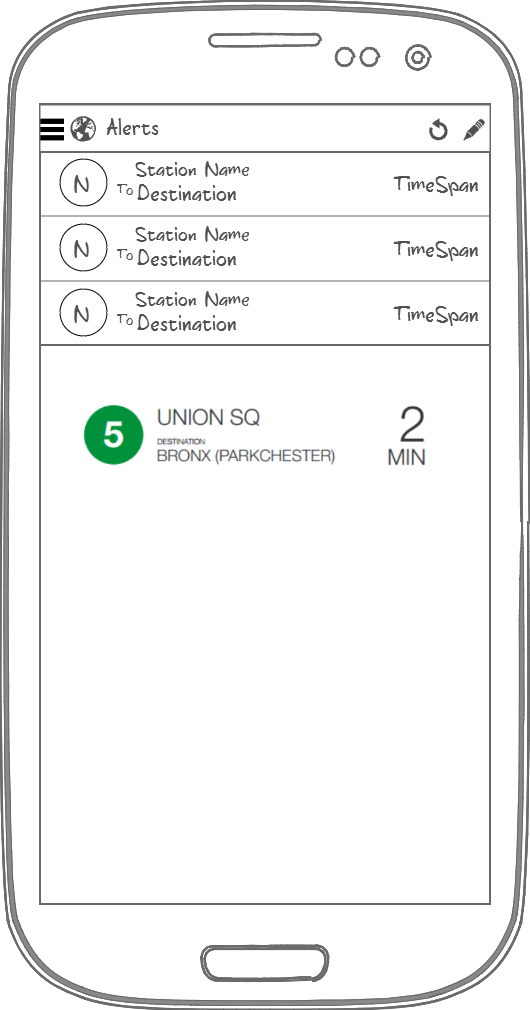 Alerts
N
Station Name
To Destination
TimeSpan
N
Station Name
To Destination
TimeSpan
N
Station Name
To Destination
TimeSpan
5
UNION SQ
DESTINATION
BRONX (PARKCHESTER)
2
MIN